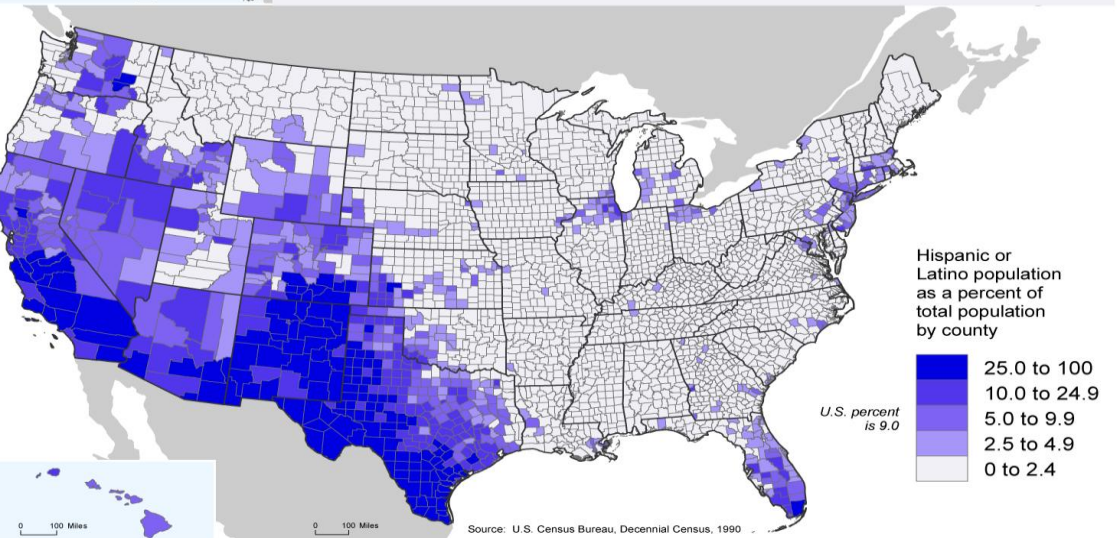 Hispanic or
Latino population
as a percent of
total population
by county
25.0 to 100
10.0 to 24.9
5.0 to 9.9
2.5 to 4.9
0 to 2.4
U.S. percent
is 9.0
0 100 Miles
0 100 Miles
Source: U.S. Census Bureau, Decennial Census, 1990